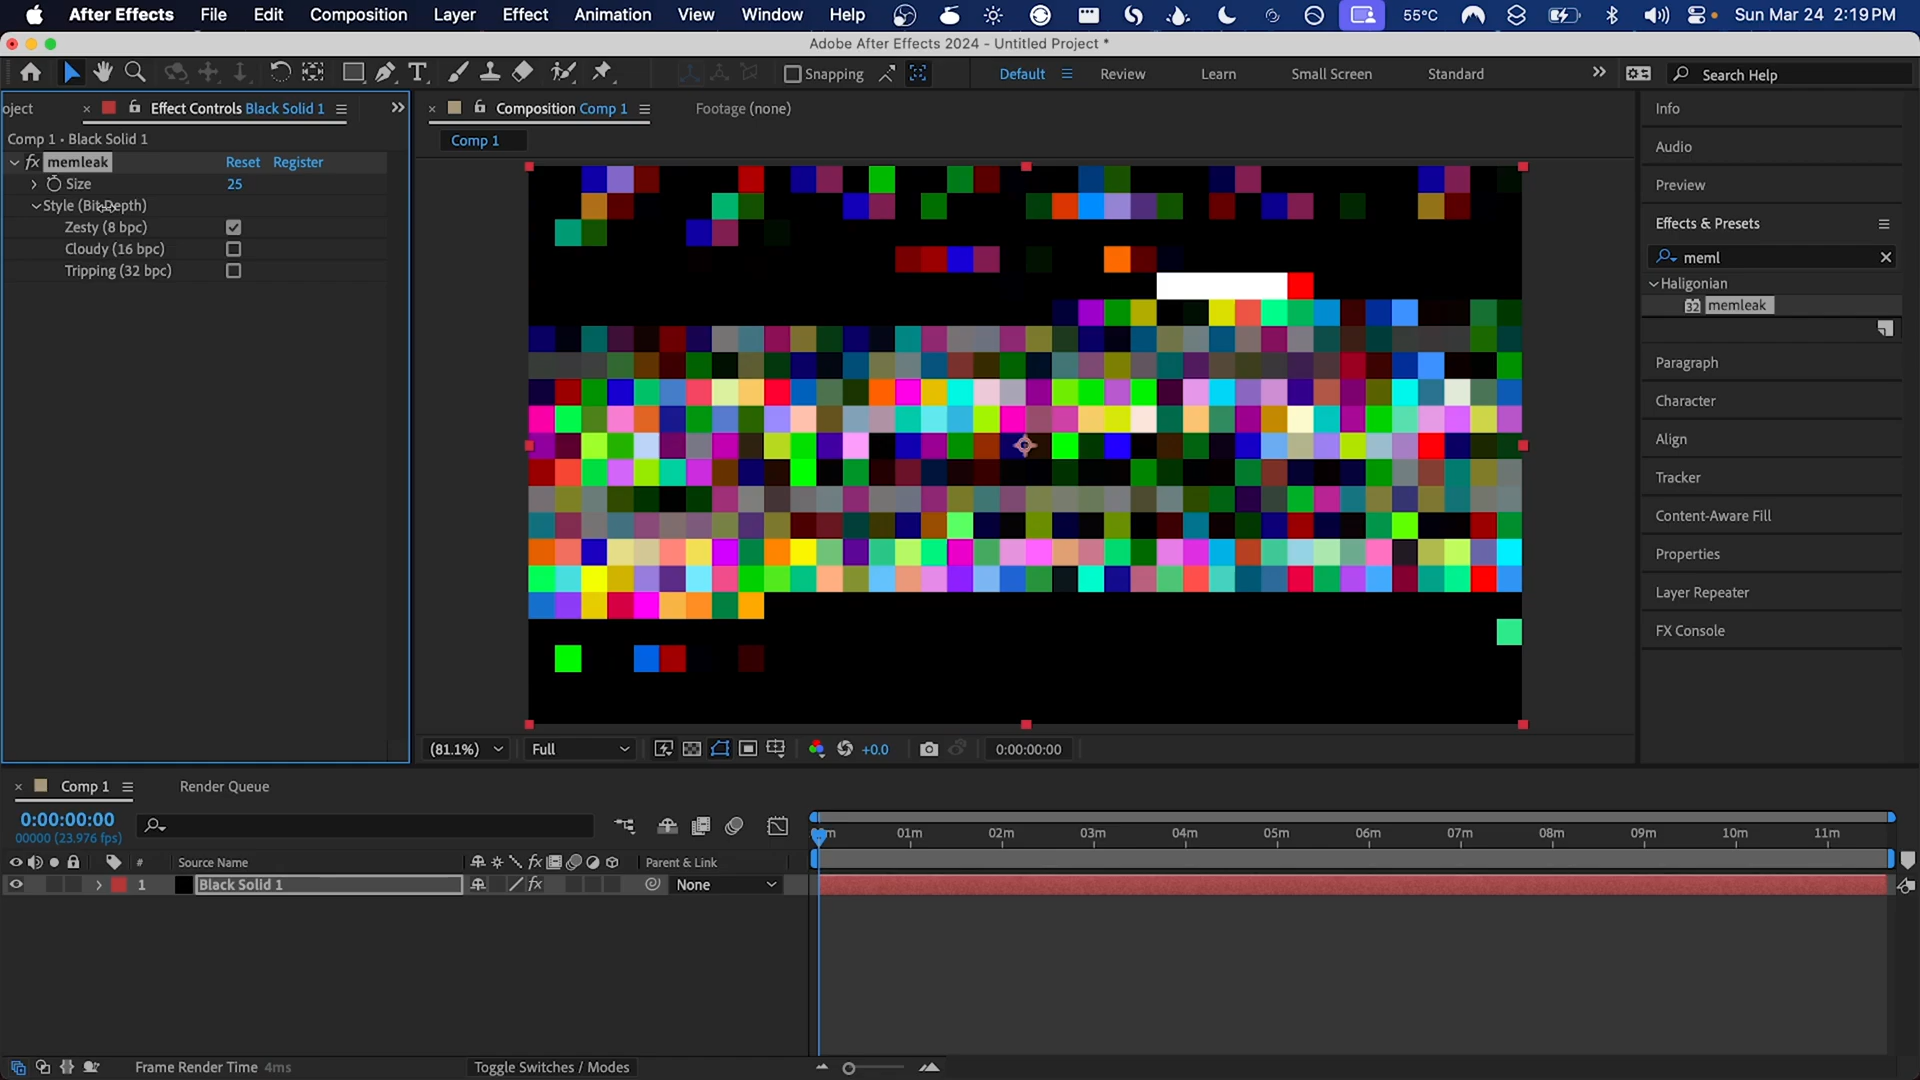 After Effects File Edit Composition Layer Effect Animation View Window Help 55°C Sun Mar 24 2:19 PM
Adobe After Effects 2024 - Untitled Project *
Snapping Default Review Learn Small Screen Standard Search Help
oject Effect Controls Black Solid 1
Composition Comp 1 Footage (none)
Comp 1 • Black Solid 1
Comp 1
fx memleak Reset Register
Size 25
Style (Bit Depth)
Zesty (8 bpc)
Cloudy (16 bpc)
Tripping (32 bpc)
Info
Audio
Preview
Effects & Presets
meml
Haligonian
32 memleak
Paragraph
Character
Align
Tracker
Content-Aware Fill
Properties
Layer Repeater
FX Console
(81.1%) Full +0.0 0:00:00:00
Comp 1 Render Queue
0:00:00:00
00000 (23.976 fps)
01m 02m 03m 04m 05m 06m 07m 08m 09m 10m 11m
# Source Name fx Parent & Link
1 Black Solid 1 fx None
Frame Render Time 4ms Toggle Switches / Modes